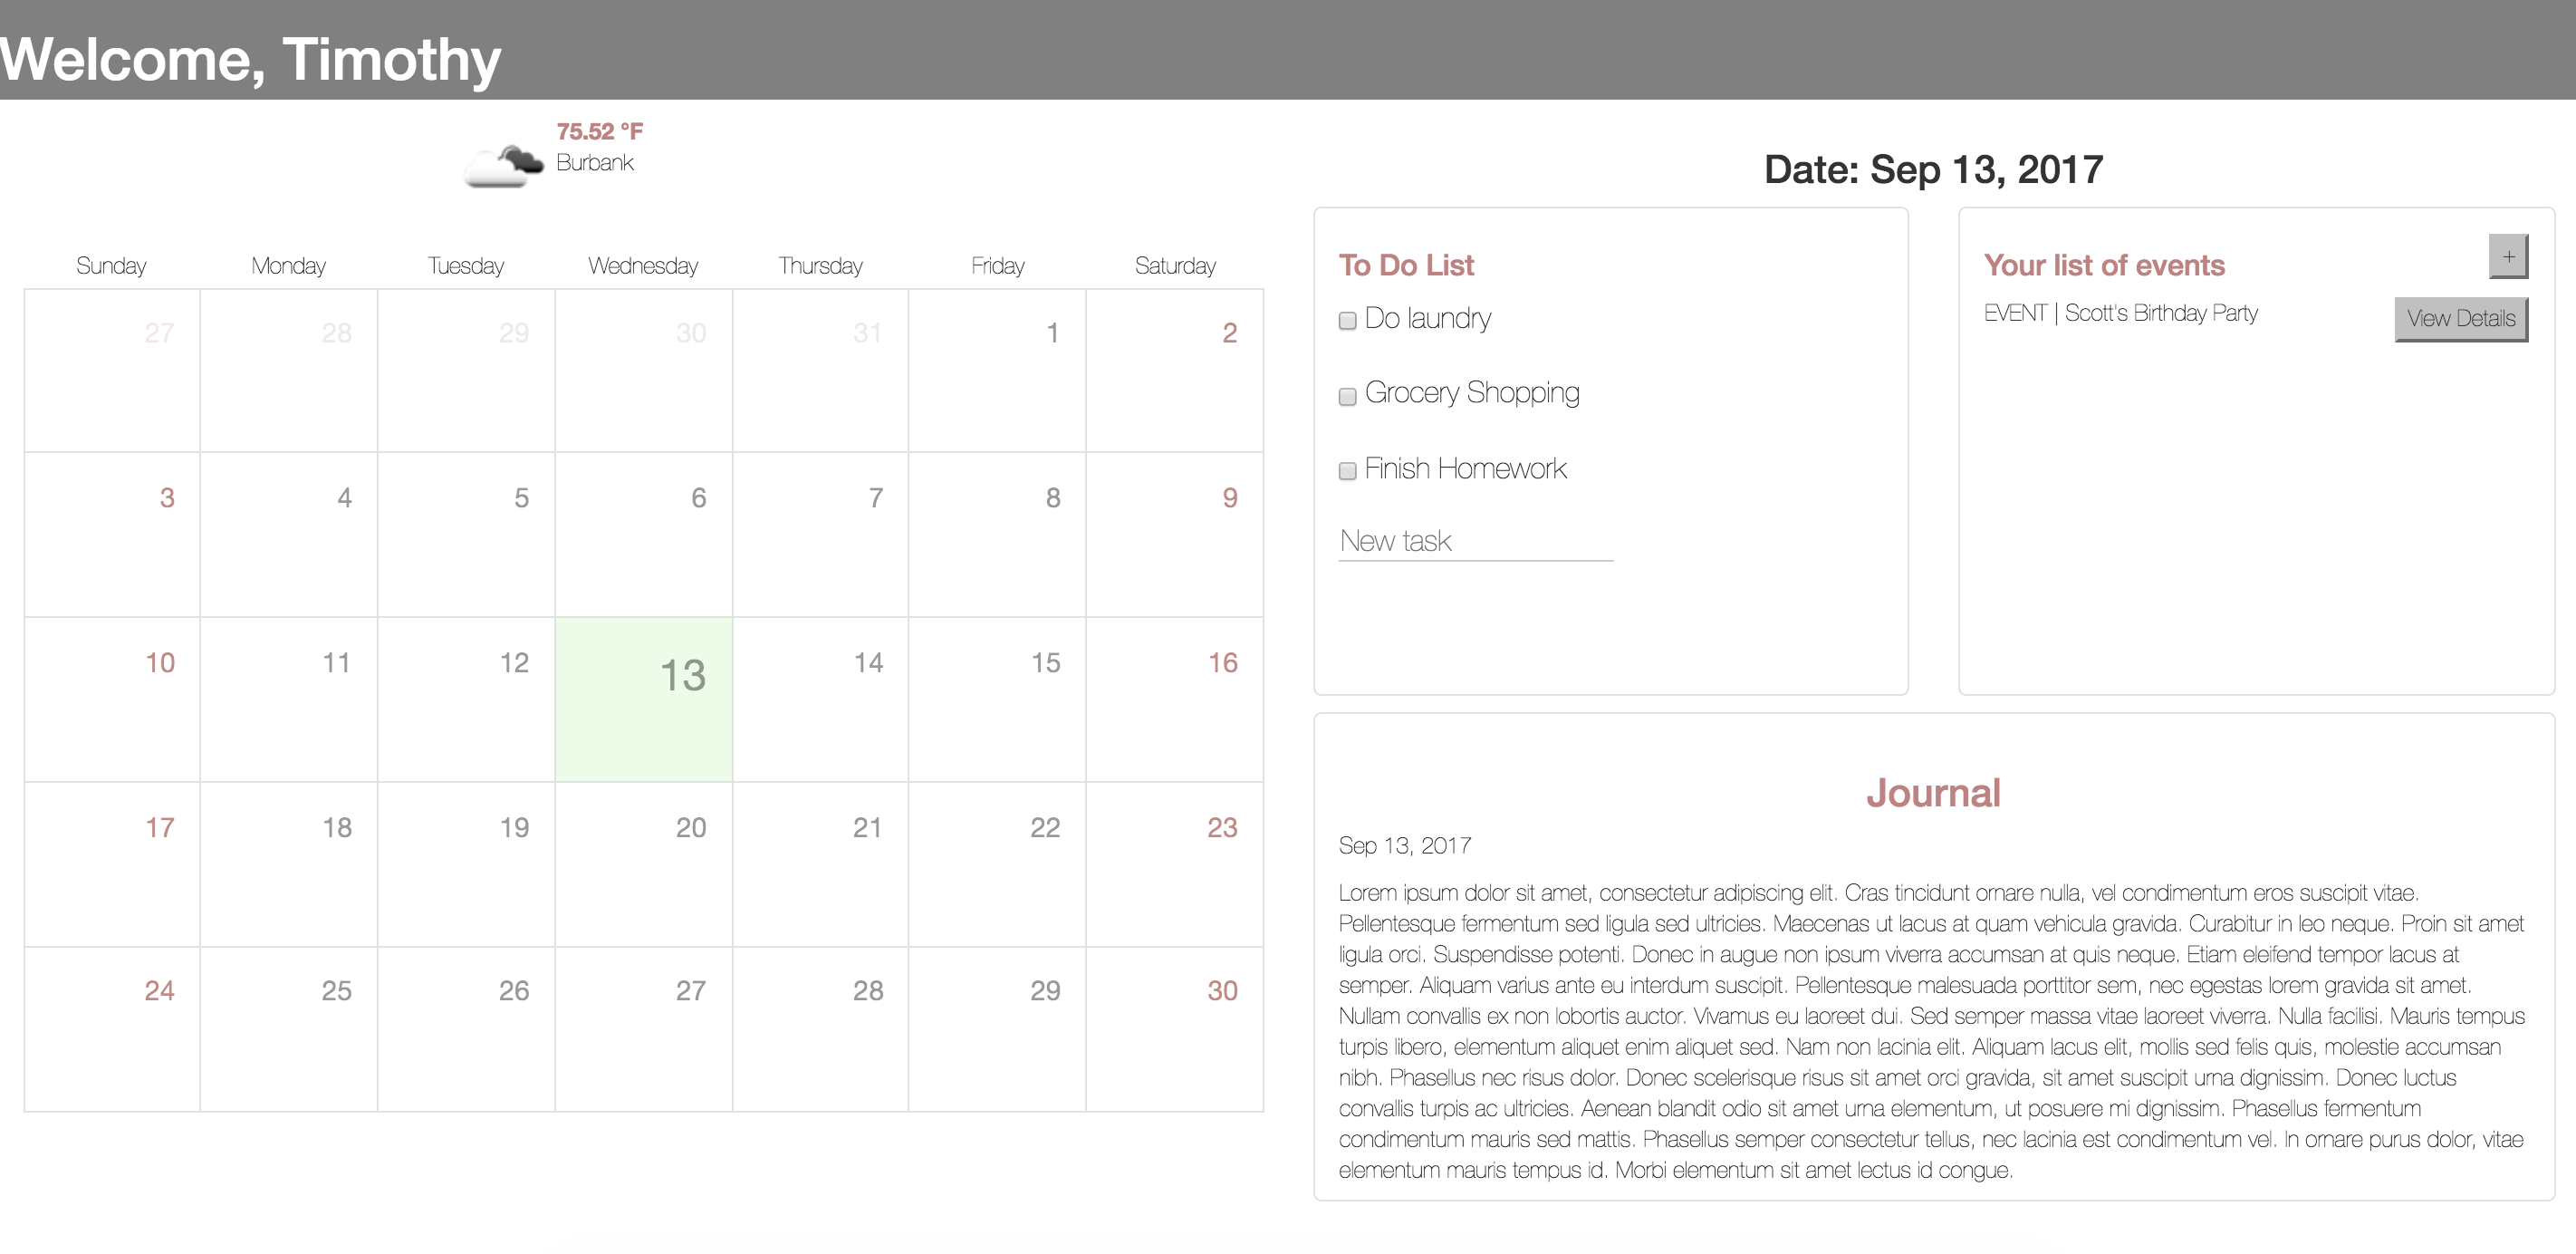 Welcome, Timothy
75.52 °F
Burbank
Sunday Monday Tuesday Wednesday Thursday Friday Saturday
27 28 29 30 31 1 2
3 4 5 6 7 8 9
10 11 12 13 14 15 16
17 18 19 20 21 22 23
24 25 26 27 28 29 30
Date: Sep 13, 2017
To Do List
Do laundry
Grocery Shopping
Finish Homework
New task
Your list of events
+
EVENT | Scott's Birthday Party
View Details
Journal
Sep 13, 2017
Lorem ipsum dolor sit amet, consectetur adipiscing elit. Cras tincidunt ornare nulla, vel condimentum eros suscipit vitae.
Pellentesque fermentum sed ligula sed ultricies. Maecenas ut lacus at quam vehicula gravida. Curabitur in leo neque. Proin sit amet
ligula orci. Suspendisse potenti. Donec in augue non ipsum viverra accumsan at quis neque. Etiam eleifend tempor lacus at
semper. Aliquam varius ante eu interdum suscipit. Pellentesque malesuada porttitor sem, nec egestas lorem gravida sit amet.
Nullam convallis ex non lobortis auctor. Vivamus eu laoreet dui. Sed semper massa vitae laoreet viverra. Nulla facilisi. Mauris tempus
turpis libero, elementum aliquet enim aliquet sed. Nam non lacinia elit. Aliquam lacus elit, mollis sed felis quis, molestie accumsan
nibh. Phasellus nec risus dolor. Donec scelerisque risus sit amet orci gravida, sit amet suscipit urna dignissim. Donec luctus
convallis turpis ac ultricies. Aenean blandit odio sit amet urna elementum, ut posuere mi dignissim. Phasellus fermentum
condimentum mauris sed mattis. Phasellus semper consectetur tellus, nec lacinia est condimentum vel. In ornare purus dolor, vitae
elementum mauris tempus id. Morbi elementum sit amet lectus id congue.